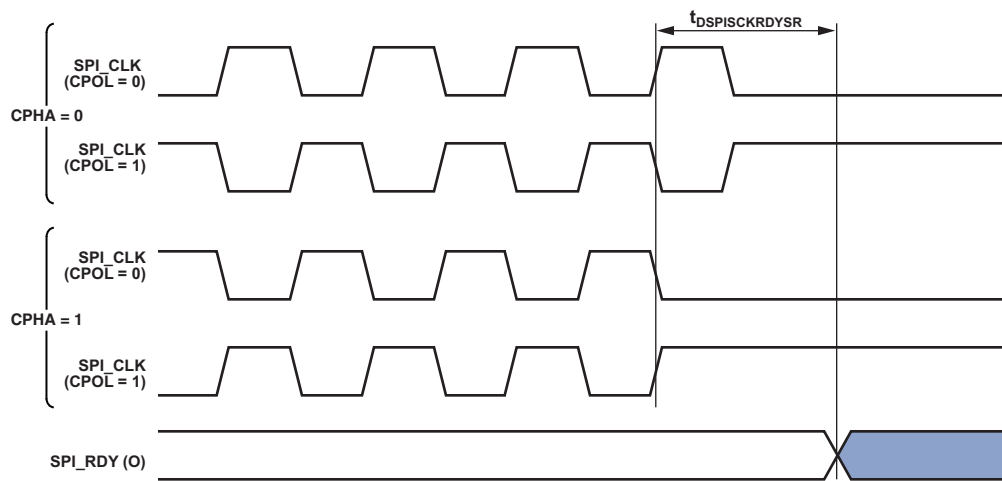 tDSPISCKRDYSR
SPI_CLK
(CPOL = 0)
CPHA = 0
SPI_CLK
(CPOL = 1)
SPI_CLK
(CPOL = 0)
CPHA = 1
SPI_CLK
(CPOL = 1)
SPI_RDY (O)